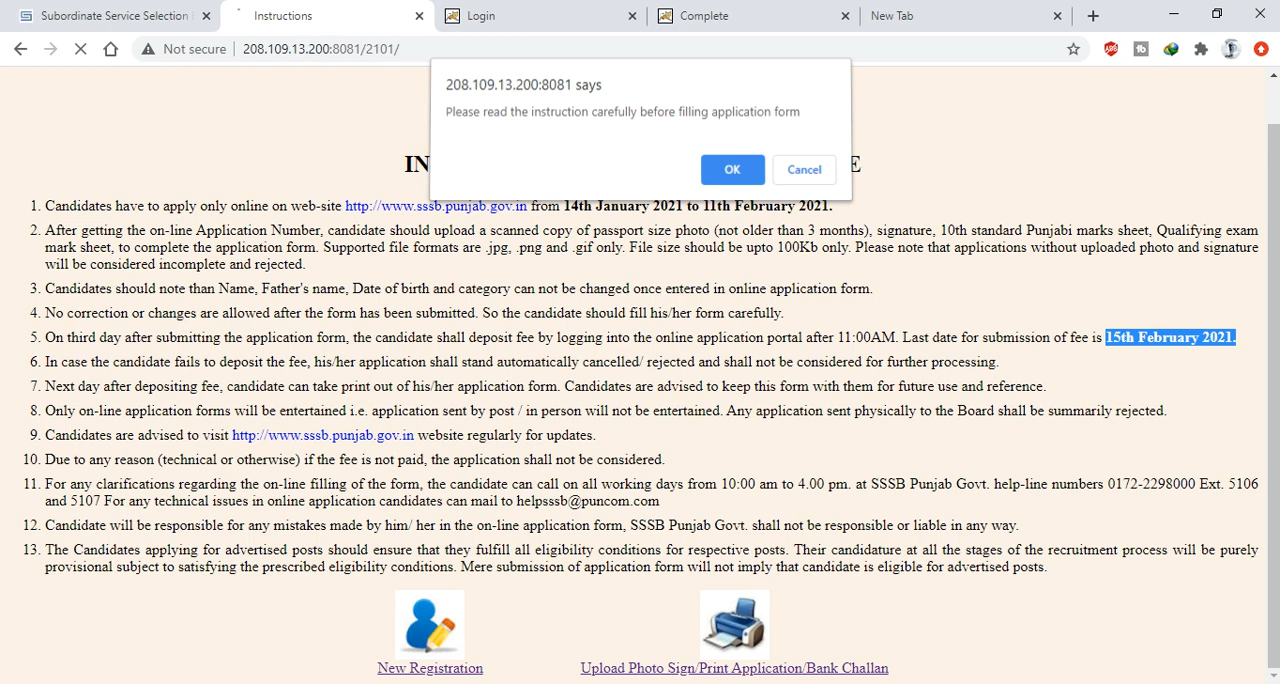 Subordinate Service Selection
Instructions
Login
Complete
New Tab
Not secure
208.109.13.200:8081/2101/
208.109.13.200:8081 says
Please read the instruction carefully before filling application form
OK
Cancel
IN
E
1. Candidates have to apply only online on web-site http://www.sssb.punjab.gov.in from 14th January 2021 to 11th February 2021.
2. After getting the on-line Application Number, candidate should upload a scanned copy of passport size photo (not older than 3 months), signature, 10th standard Punjabi marks sheet, Qualifying exam
mark sheet, to complete the application form. Supported file formats are .jpg, .png and .gif only. File size should be upto 100Kb only. Please note that applications without uploaded photo and signature
will be considered incomplete and rejected.
3. Candidates should note than Name, Father's name, Date of birth and category can not be changed once entered in online application form.
4. No correction or changes are allowed after the form has been submitted. So the candidate should fill his/her form carefully.
5. On third day after submitting the application form, the candidate shall deposit fee by logging into the online application portal after 11:00AM. Last date for submission of fee is 15th February 2021.
6. In case the candidate fails to deposit the fee, his/her application shall stand automatically cancelled/ rejected and shall not be considered for further processing.
7. Next day after depositing fee, candidate can take print out of his/her application form. Candidates are advised to keep this form with them for future use and reference.
8. Only on-line application forms will be entertained i.e. application sent by post / in person will not be entertained. Any application sent physically to the Board shall be summarily rejected.
9. Candidates are advised to visit http://www.sssb.punjab.gov.in website regularly for updates.
10. Due to any reason (technical or otherwise) if the fee is not paid, the application shall not be considered.
11. For any clarifications regarding the on-line filling of the form, the candidate can call on all working days from 10:00 am to 4.00 pm. at SSSB Punjab Govt. help-line numbers 0172-2298000 Ext. 5106
and 5107 For any technical issues in online application candidates can mail to helpsssb@puncom.com
12. Candidate will be responsible for any mistakes made by him/ her in the on-line application form, SSSB Punjab Govt. shall not be responsible or liable in any way.
13. The Candidates applying for advertised posts should ensure that they fulfill all eligibility conditions for respective posts. Their candidature at all the stages of the recruitment process will be purely
provisional subject to satisfying the prescribed eligibility conditions. Mere submission of application form will not imply that candidate is eligible for advertised posts.
New Registration
Upload Photo Sign/Print Application/Bank Challan